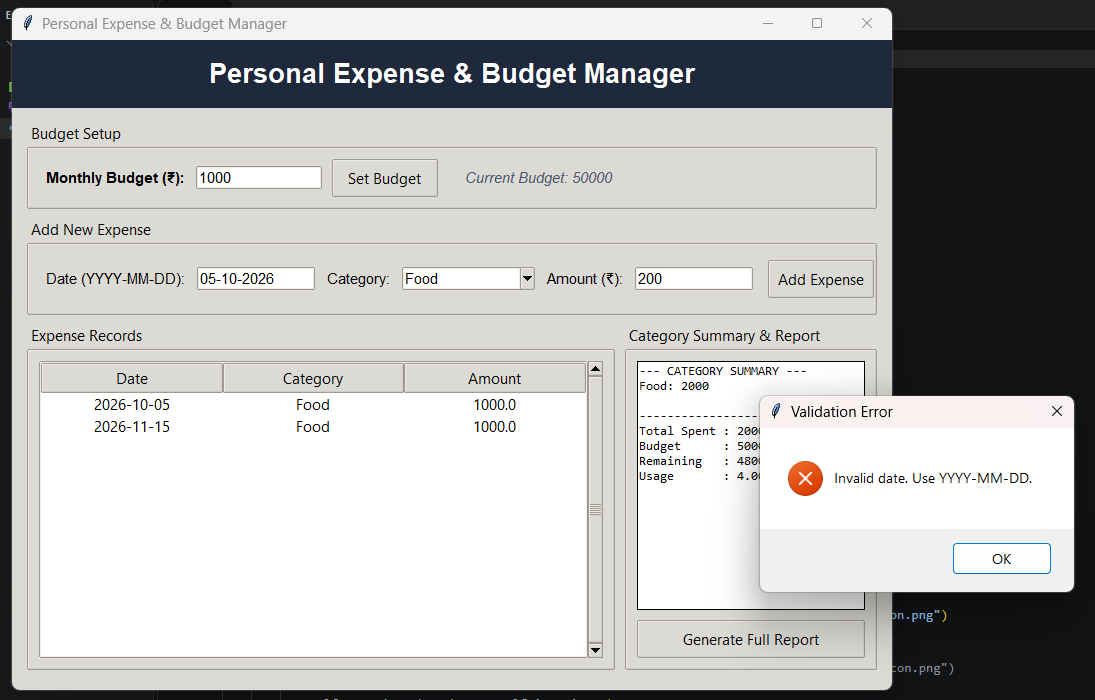 Personal Expense & Budget Manager
Personal Expense & Budget Manager
Budget Setup
Monthly Budget (₹): 1000 Set Budget Current Budget: 50000
Add New Expense
Date (YYYY-MM-DD): 05-10-2026 Category: Food Amount (₹): 200 Add Expense
Expense Records
Date Category Amount
2026-10-05 Food 1000.0
2026-11-15 Food 1000.0
Category Summary & Report
--- CATEGORY SUMMARY ---
Food: 2000
--------------------
Total Spent :
Budget :
Remaining :
Usage :
Generate Full Report
Validation Error
Invalid date. Use YYYY-MM-DD.
OK
on.png")
con.png")